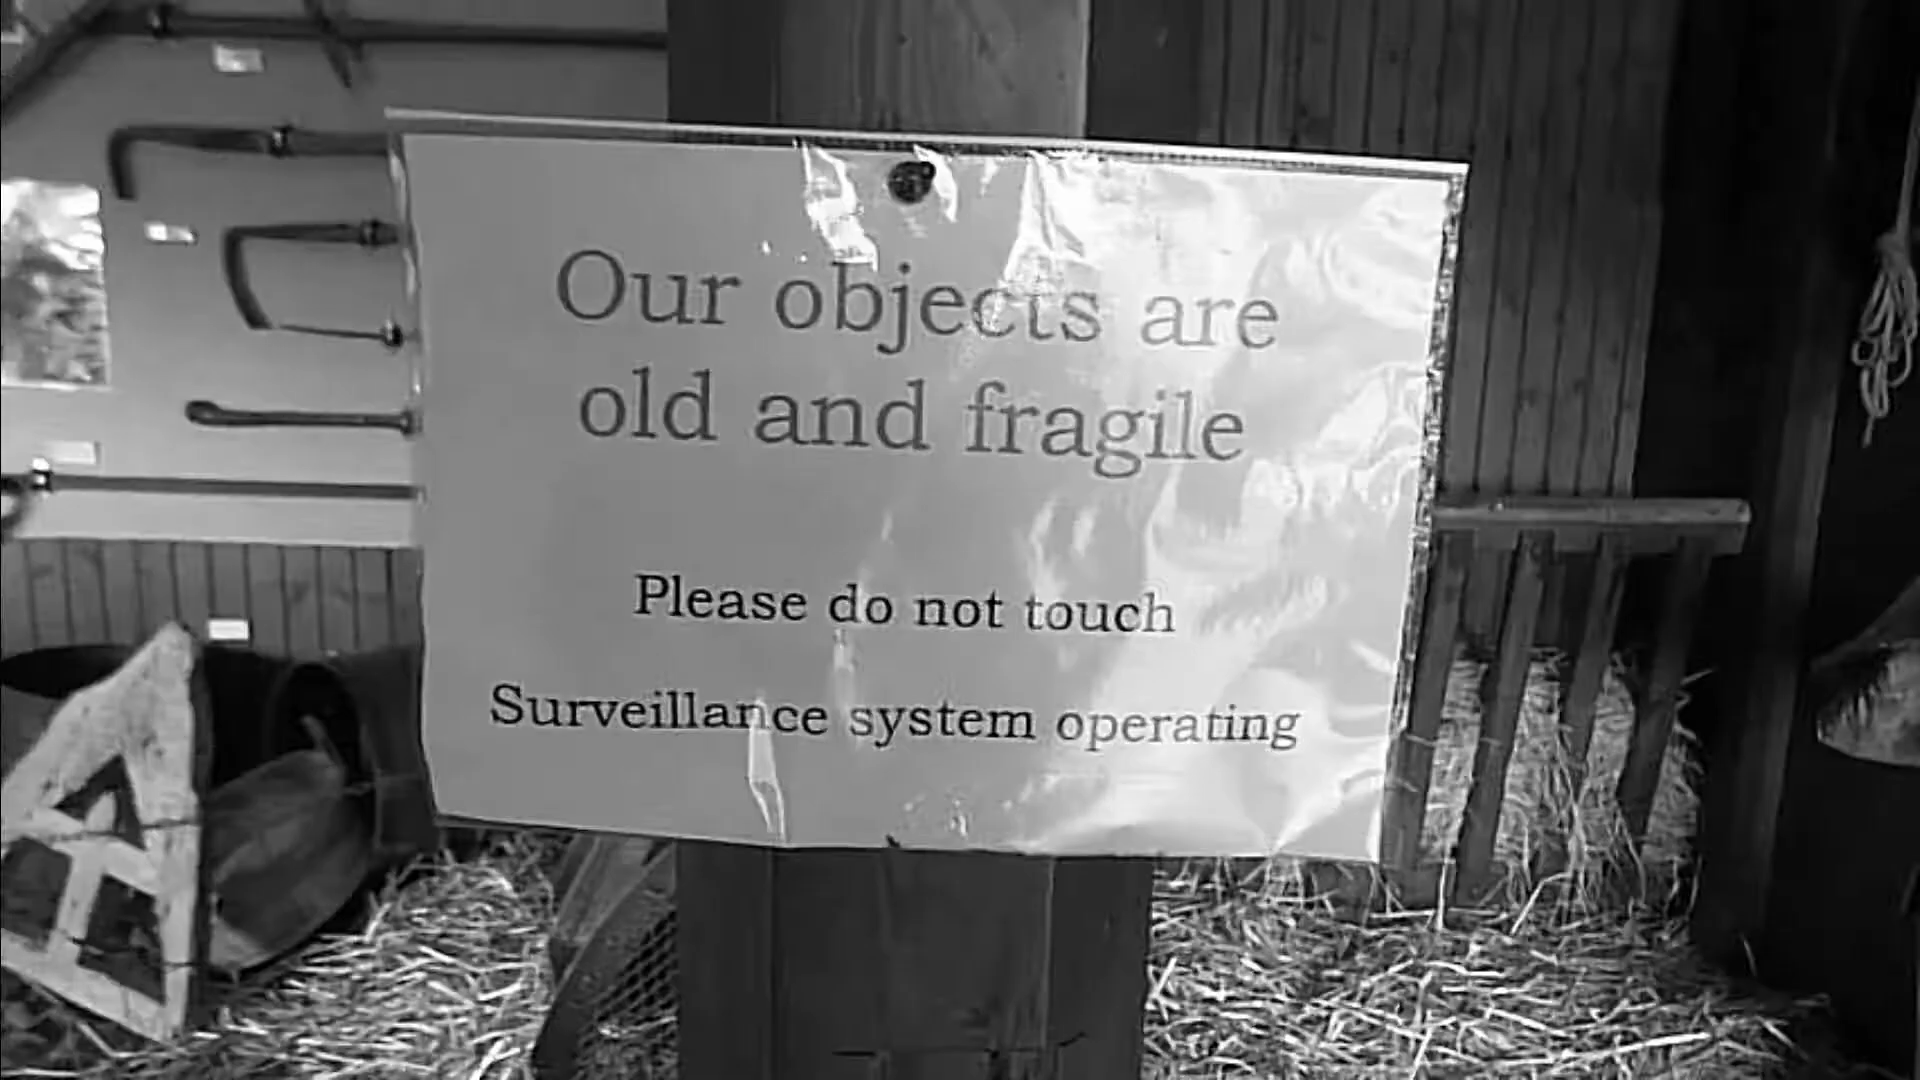 Our objects are
old and fragile
Please do not touch
Surveillance system operating